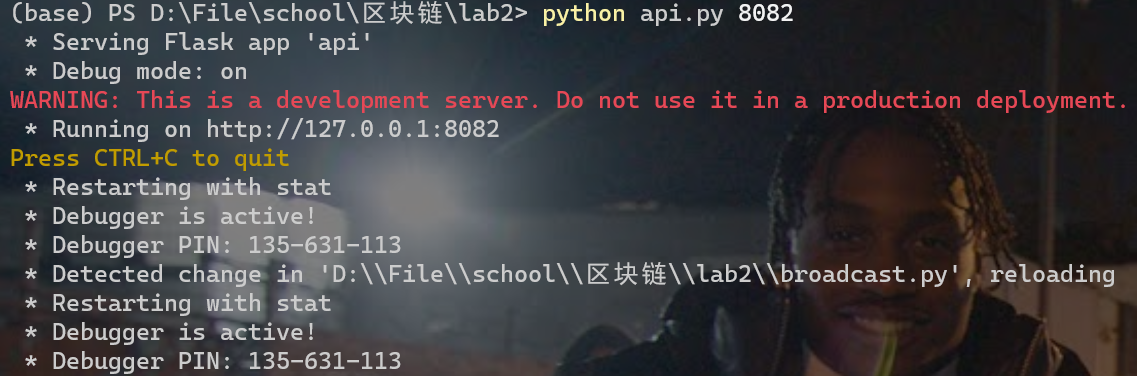 (base) PS D:\File\school\区块链\lab2> python api.py 8082
 * Serving Flask app 'api'
 * Debug mode: on
WARNING: This is a development server. Do not use it in a production deployment.
 * Running on http://127.0.0.1:8082
Press CTRL+C to quit
 * Restarting with stat
 * Debugger is active!
 * Debugger PIN: 135-631-113
 * Detected change in 'D:\\File\\school\\区块链\\lab2\\broadcast.py', reloading
 * Restarting with stat
 * Debugger is active!
 * Debugger PIN: 135-631-113